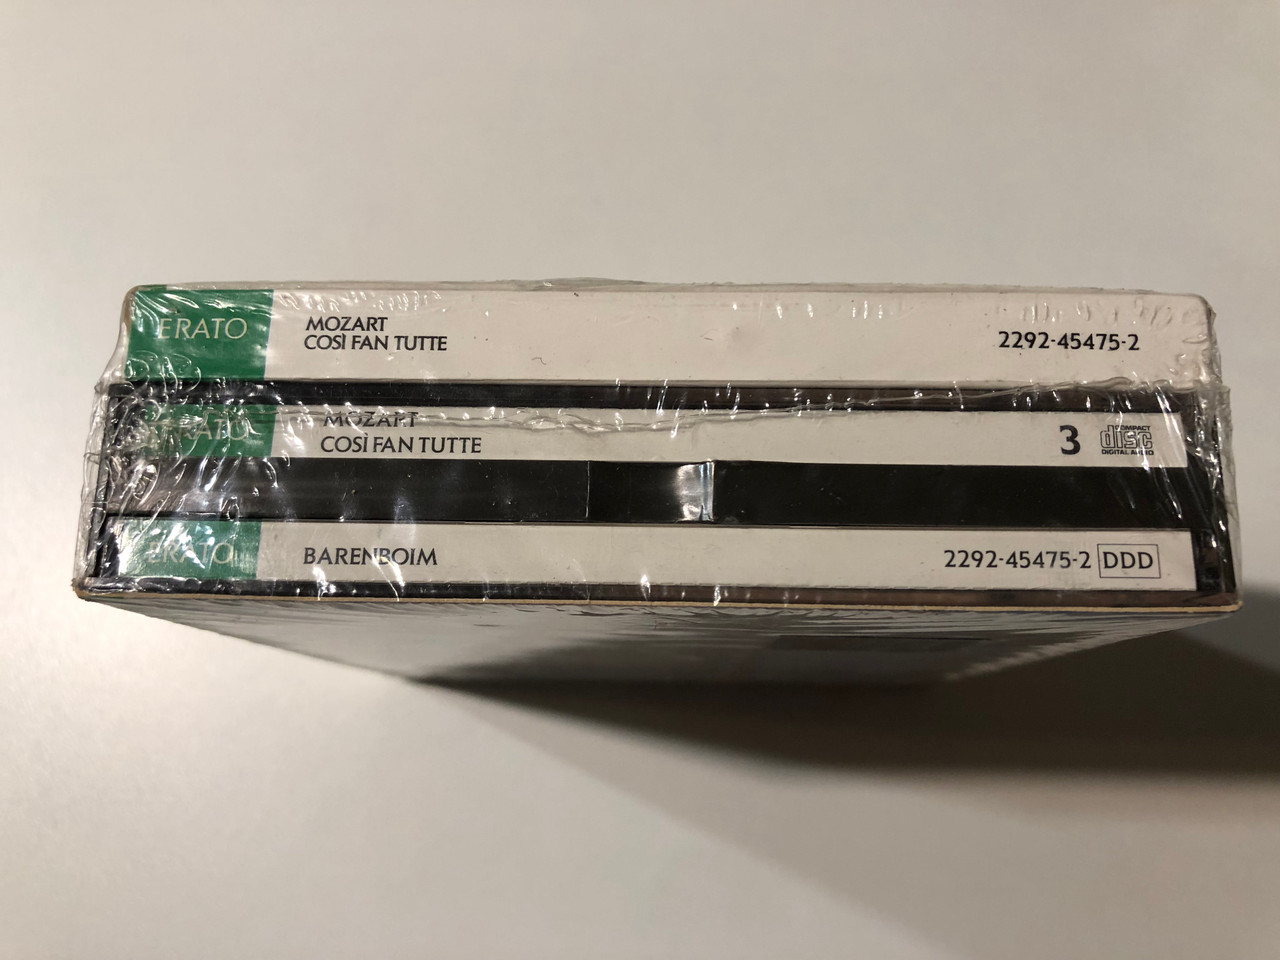 ERATO
MOZART
COSÌ FAN TUTTE
2292-45475-2
ERATO
MOZART
COSÌ FAN TUTTE
3
COMPACT
disc
DIGITAL AUDIO
ERATO
BARENBOIM
2292-45475-2 DDD